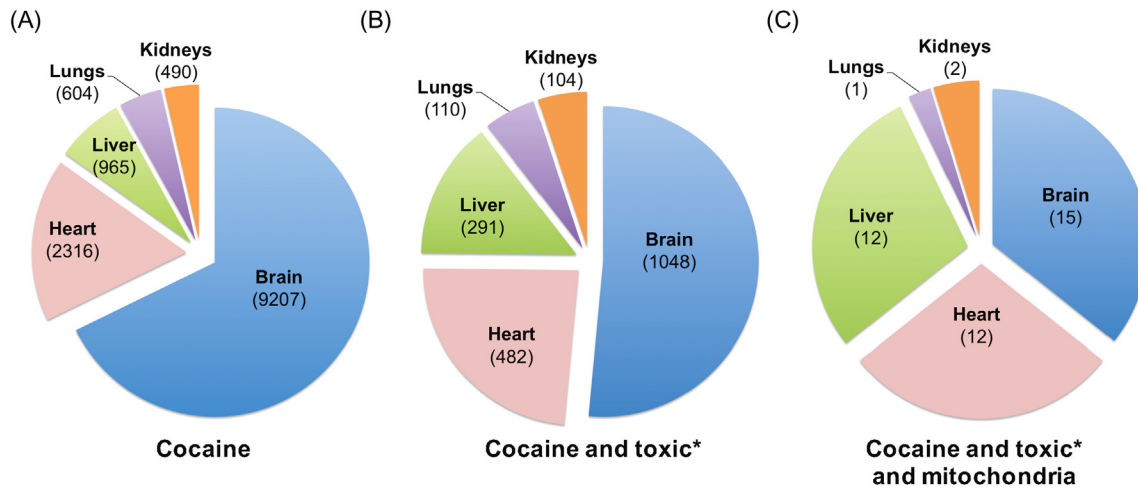 (A)
Kidneys
(490)
Lungs
(604)
Liver
(965)
Heart
(2316)
Brain
(9207)
Cocaine
(B)
Kidneys
(104)
Lungs
(110)
Liver
(291)
Brain
(1048)
Heart
(482)
Cocaine and toxic*
(C)
Kidneys
(2)
Lungs
(1)
Brain
(15)
Liver
(12)
Heart
(12)
Cocaine and toxic*
and mitochondria